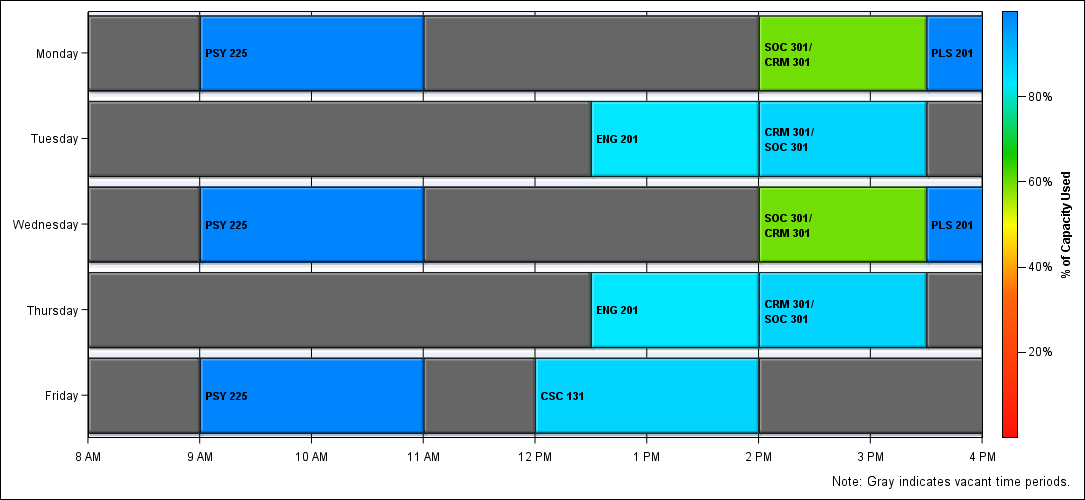 Monday
PSY 225
SOC 301/
CRM 301
PLS 201
Tuesday
ENG 201
CRM 301/
SOC 301
Wednesday
PSY 225
SOC 301/
CRM 301
PLS 201
Thursday
ENG 201
CRM 301/
SOC 301
Friday
PSY 225
CSC 131
8 AM
9 AM
10 AM
11 AM
12 PM
1 PM
2 PM
3 PM
4 PM
80%
60%
40%
20%
% of Capacity Used
Note: Gray indicates vacant time periods.